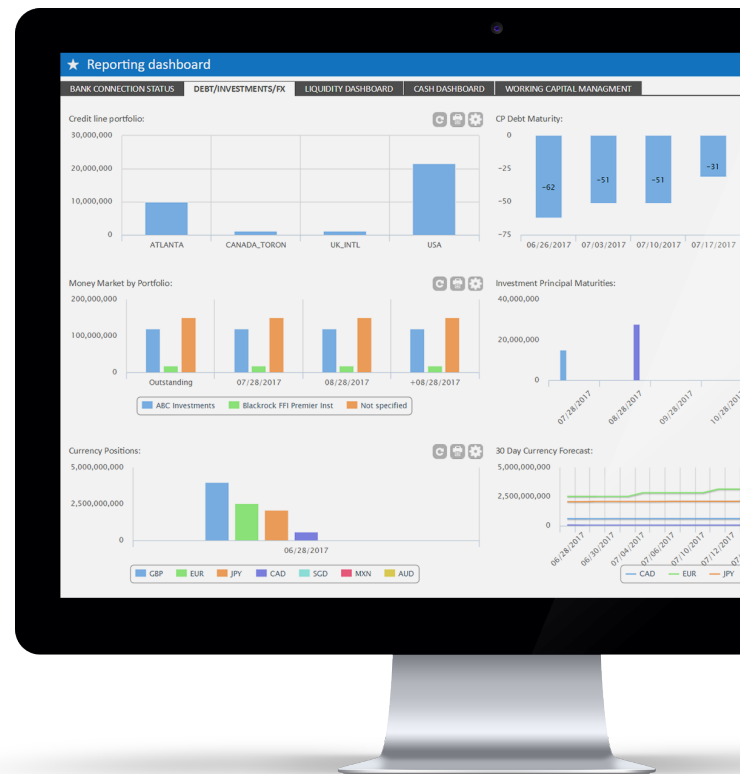 ★ Reporting dashboard
BANK CONNECTION STATUS DEBT/INVESTMENTS/FX LIQUIDITY DASHBOARD CASH DASHBOARD WORKING CAPITAL MANAGMENT
Credit line portfolio:
30,000,000
20,000,000
10,000,000
0
ATLANTA CANADA_TORON UK_INTL USA
CP Debt Maturity:
0
-25
-50
-75
-62 -51 -51 -31
06/26/2017 07/03/2017 07/10/2017 07/17/2017
Money Market by Portfolio:
200,000,000
100,000,000
0
Outstanding 07/28/2017 08/28/2017 +08/28/2017
ABC Investments Blackrock FFI Premier Inst Not specified
Investment Principal Maturities:
40,000,000
20,000,000
0
07/28/2017 08/28/2017 09/28/2017 10/28/2017
Currency Positions:
5,000,000,000
2,500,000,000
0
06/28/2017
GBP EUR JPY CAD SGD MXN AUD
30 Day Currency Forecast:
5,000,000,000
2,500,000,000
0
06/28/2017 06/30/2017 07/04/2017 07/06/2017 07/10/2017 07/12/2017
CAD EUR JPY